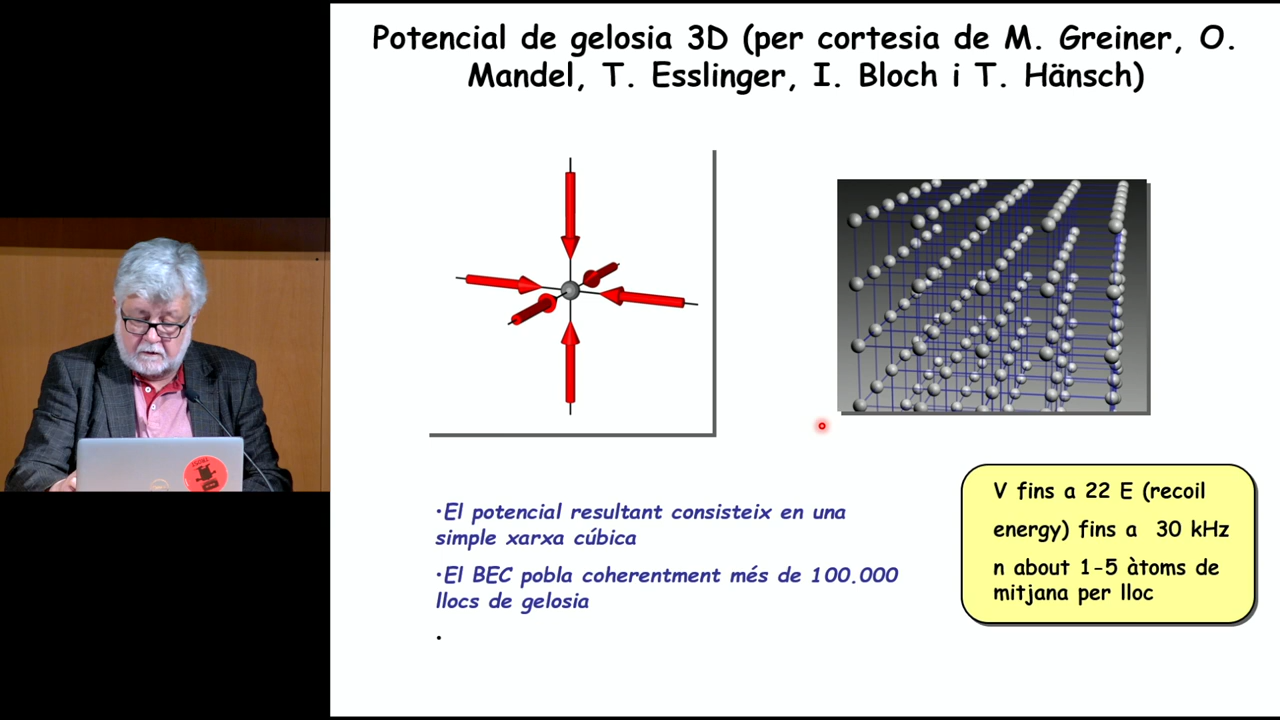 Potencial de gelosia 3D (per cortesia de M. Greiner, O.
Mandel, T. Esslinger, I. Bloch i T. Hänsch)
•El potencial resultant consisteix en una
simple xarxa cúbica
•El BEC pobla coherentment més de 100.000
llocs de gelosia
•
V fins a 22 E (recoil
energy) fins a 30 kHz
n about 1-5 àtoms de
mitjana per lloc